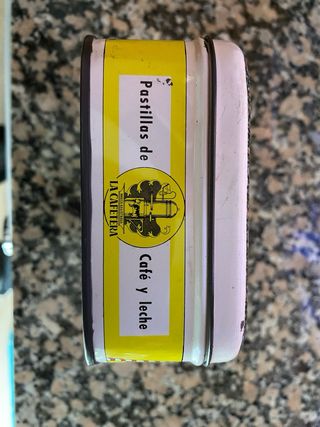 Pastillas de Café y leche
LA CAFETERA